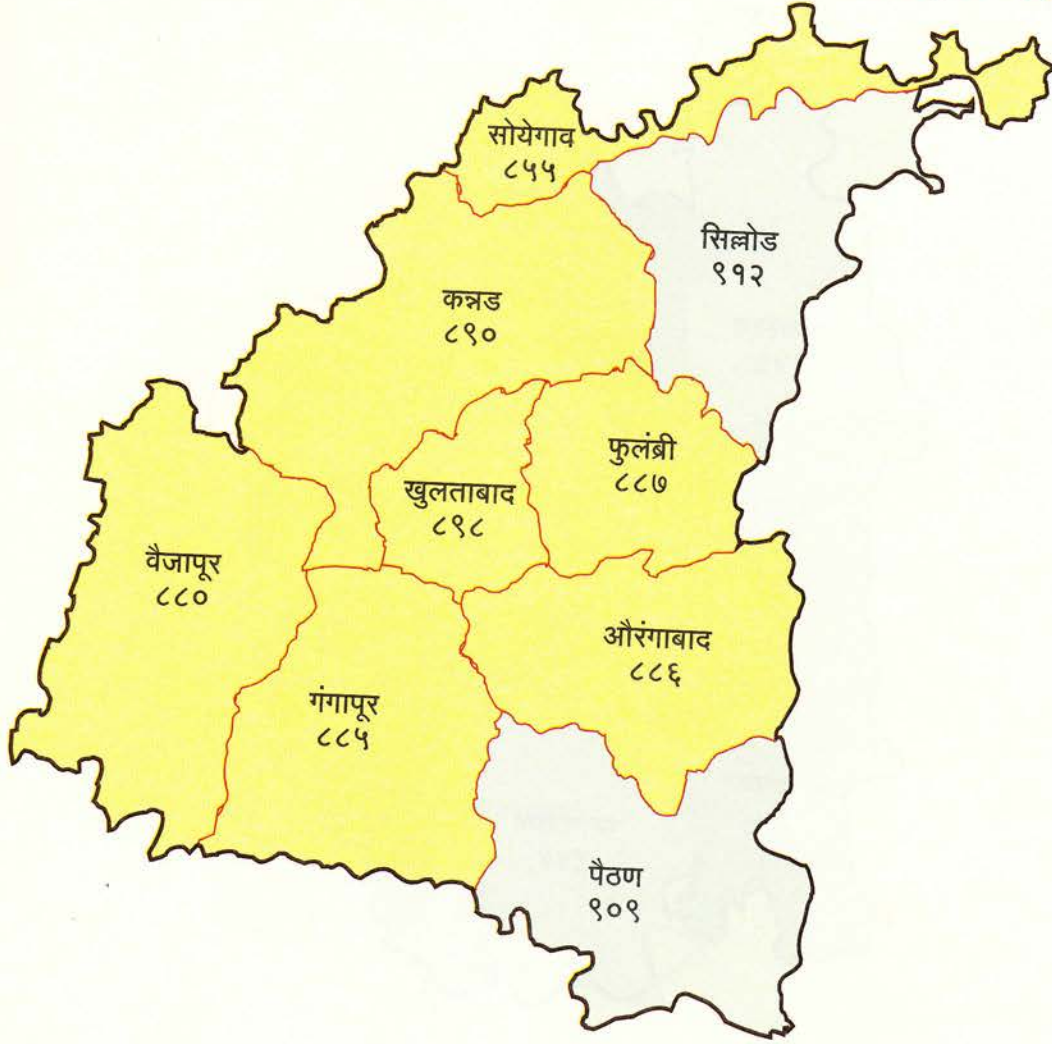 सोयेगाव
८५५
सिल्लोड
९१२
कन्नड
८९०
फुलंब्री
८८७
खुलताबाद
८९८
वैजापूर
८८०
औरंगाबाद
८८६
गंगापूर
८८५
पैठण
९०९